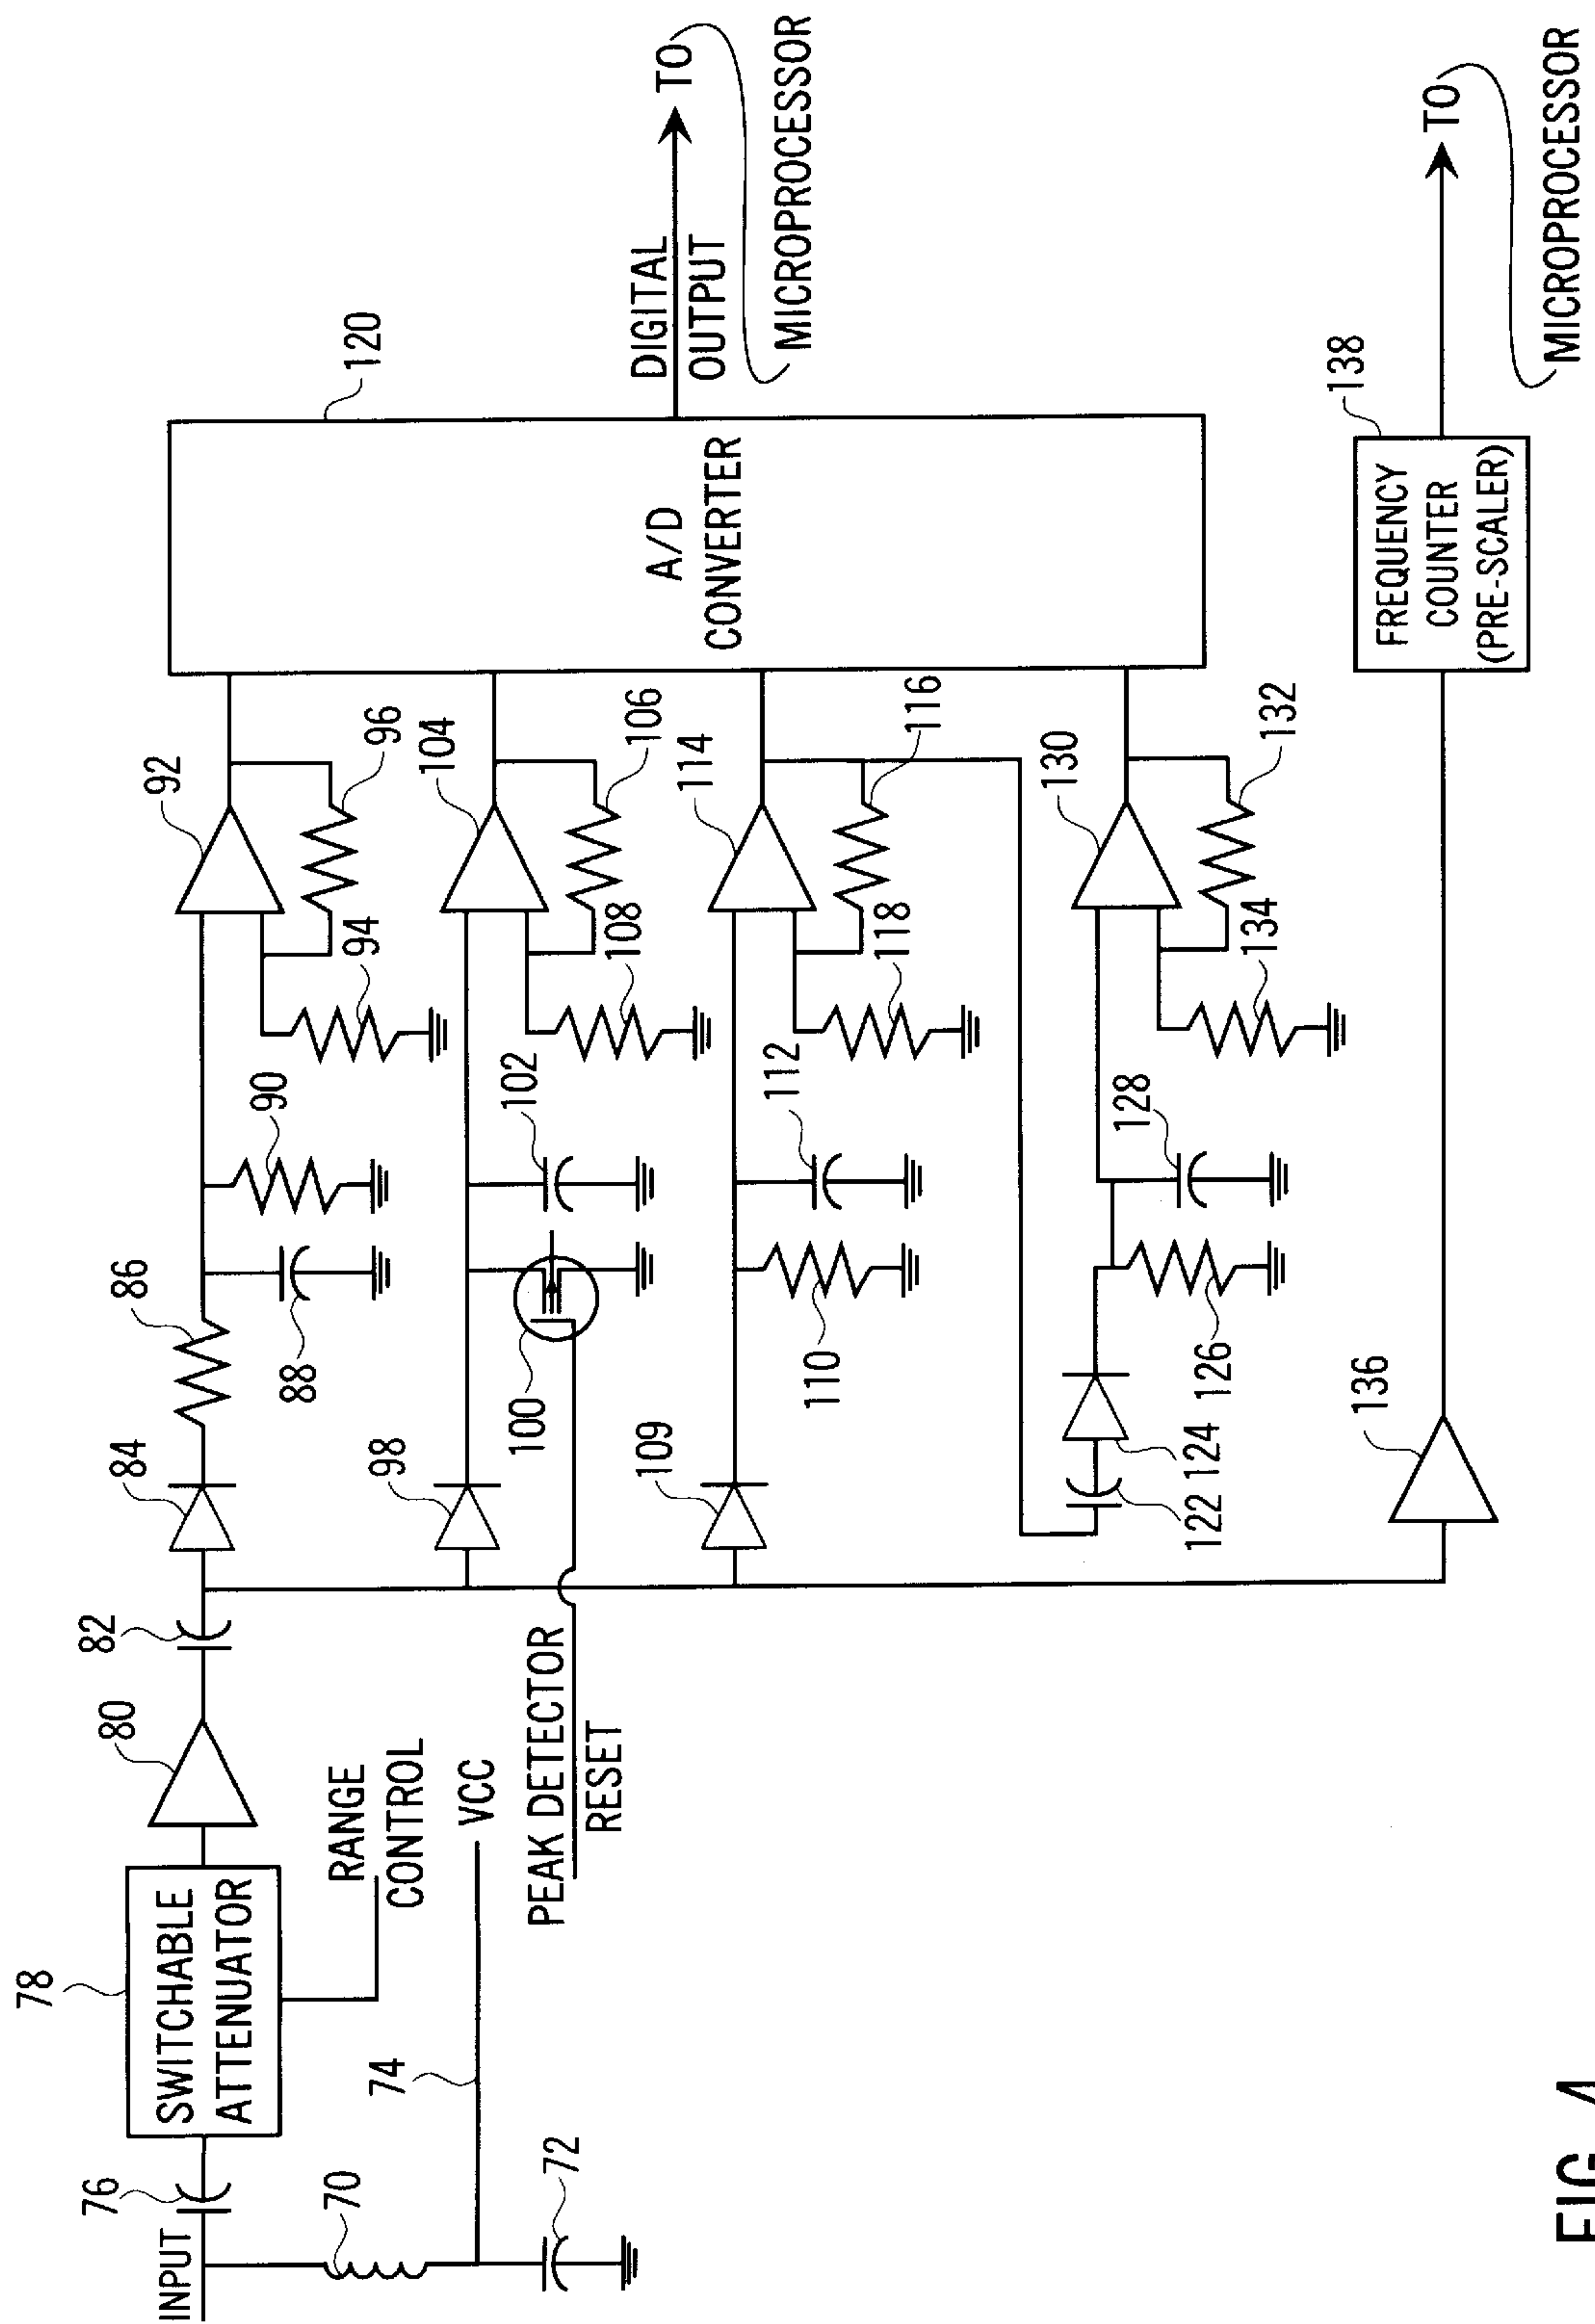 INPUT
76
70
72
74
78
SWITCHABLE
ATTENUATOR
RANGE
CONTROL
VCC
PEAK DETECTOR
RESET
80
82
84
86
88
90
92
94
96
98
100
102
104
106
108
109
110
112
114
116
118
120
A/D
CONVERTER
DIGITAL
OUTPUT
TO
MICROPROCESSOR
122
124
126
128
130
132
134
136
138
FREQUENCY
COUNTER
(PRE-SCALER)
TO
MICROPROCESSOR